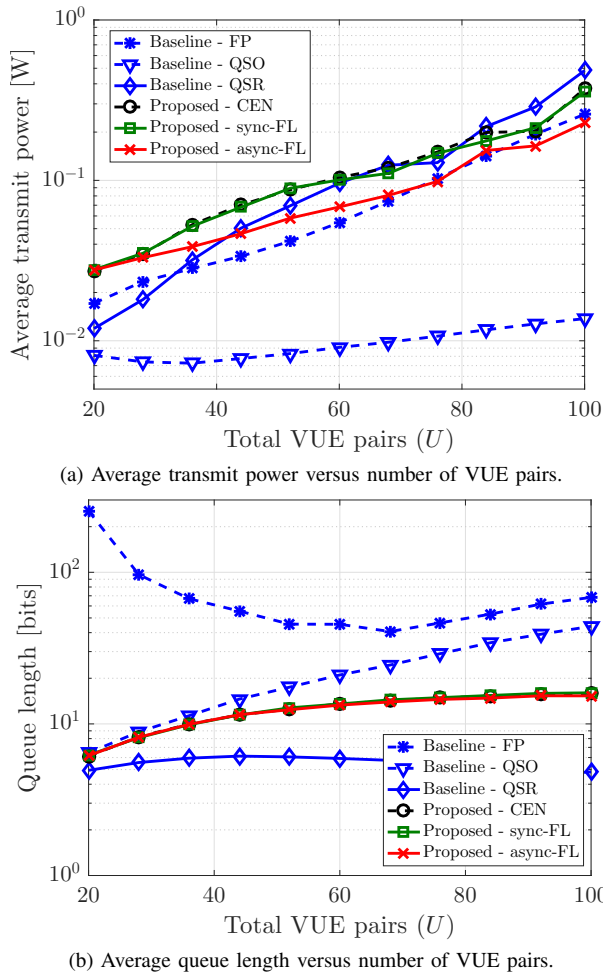 10^0
Baseline - FP
Baseline - QSO
Baseline - QSR
Proposed - CEN
Proposed - sync-FL
Proposed - async-FL
10^{-1}
10^{-2}
Average transmit power [W]
20 40 60 80 100
Total VUE pairs (U)
(a) Average transmit power versus number of VUE pairs.
10^2
10^1
10^0
Queue length [bits]
Baseline - FP
Baseline - QSO
Baseline - QSR
Proposed - CEN
Proposed - sync-FL
Proposed - async-FL
20 40 60 80 100
Total VUE pairs (U)
(b) Average queue length versus number of VUE pairs.